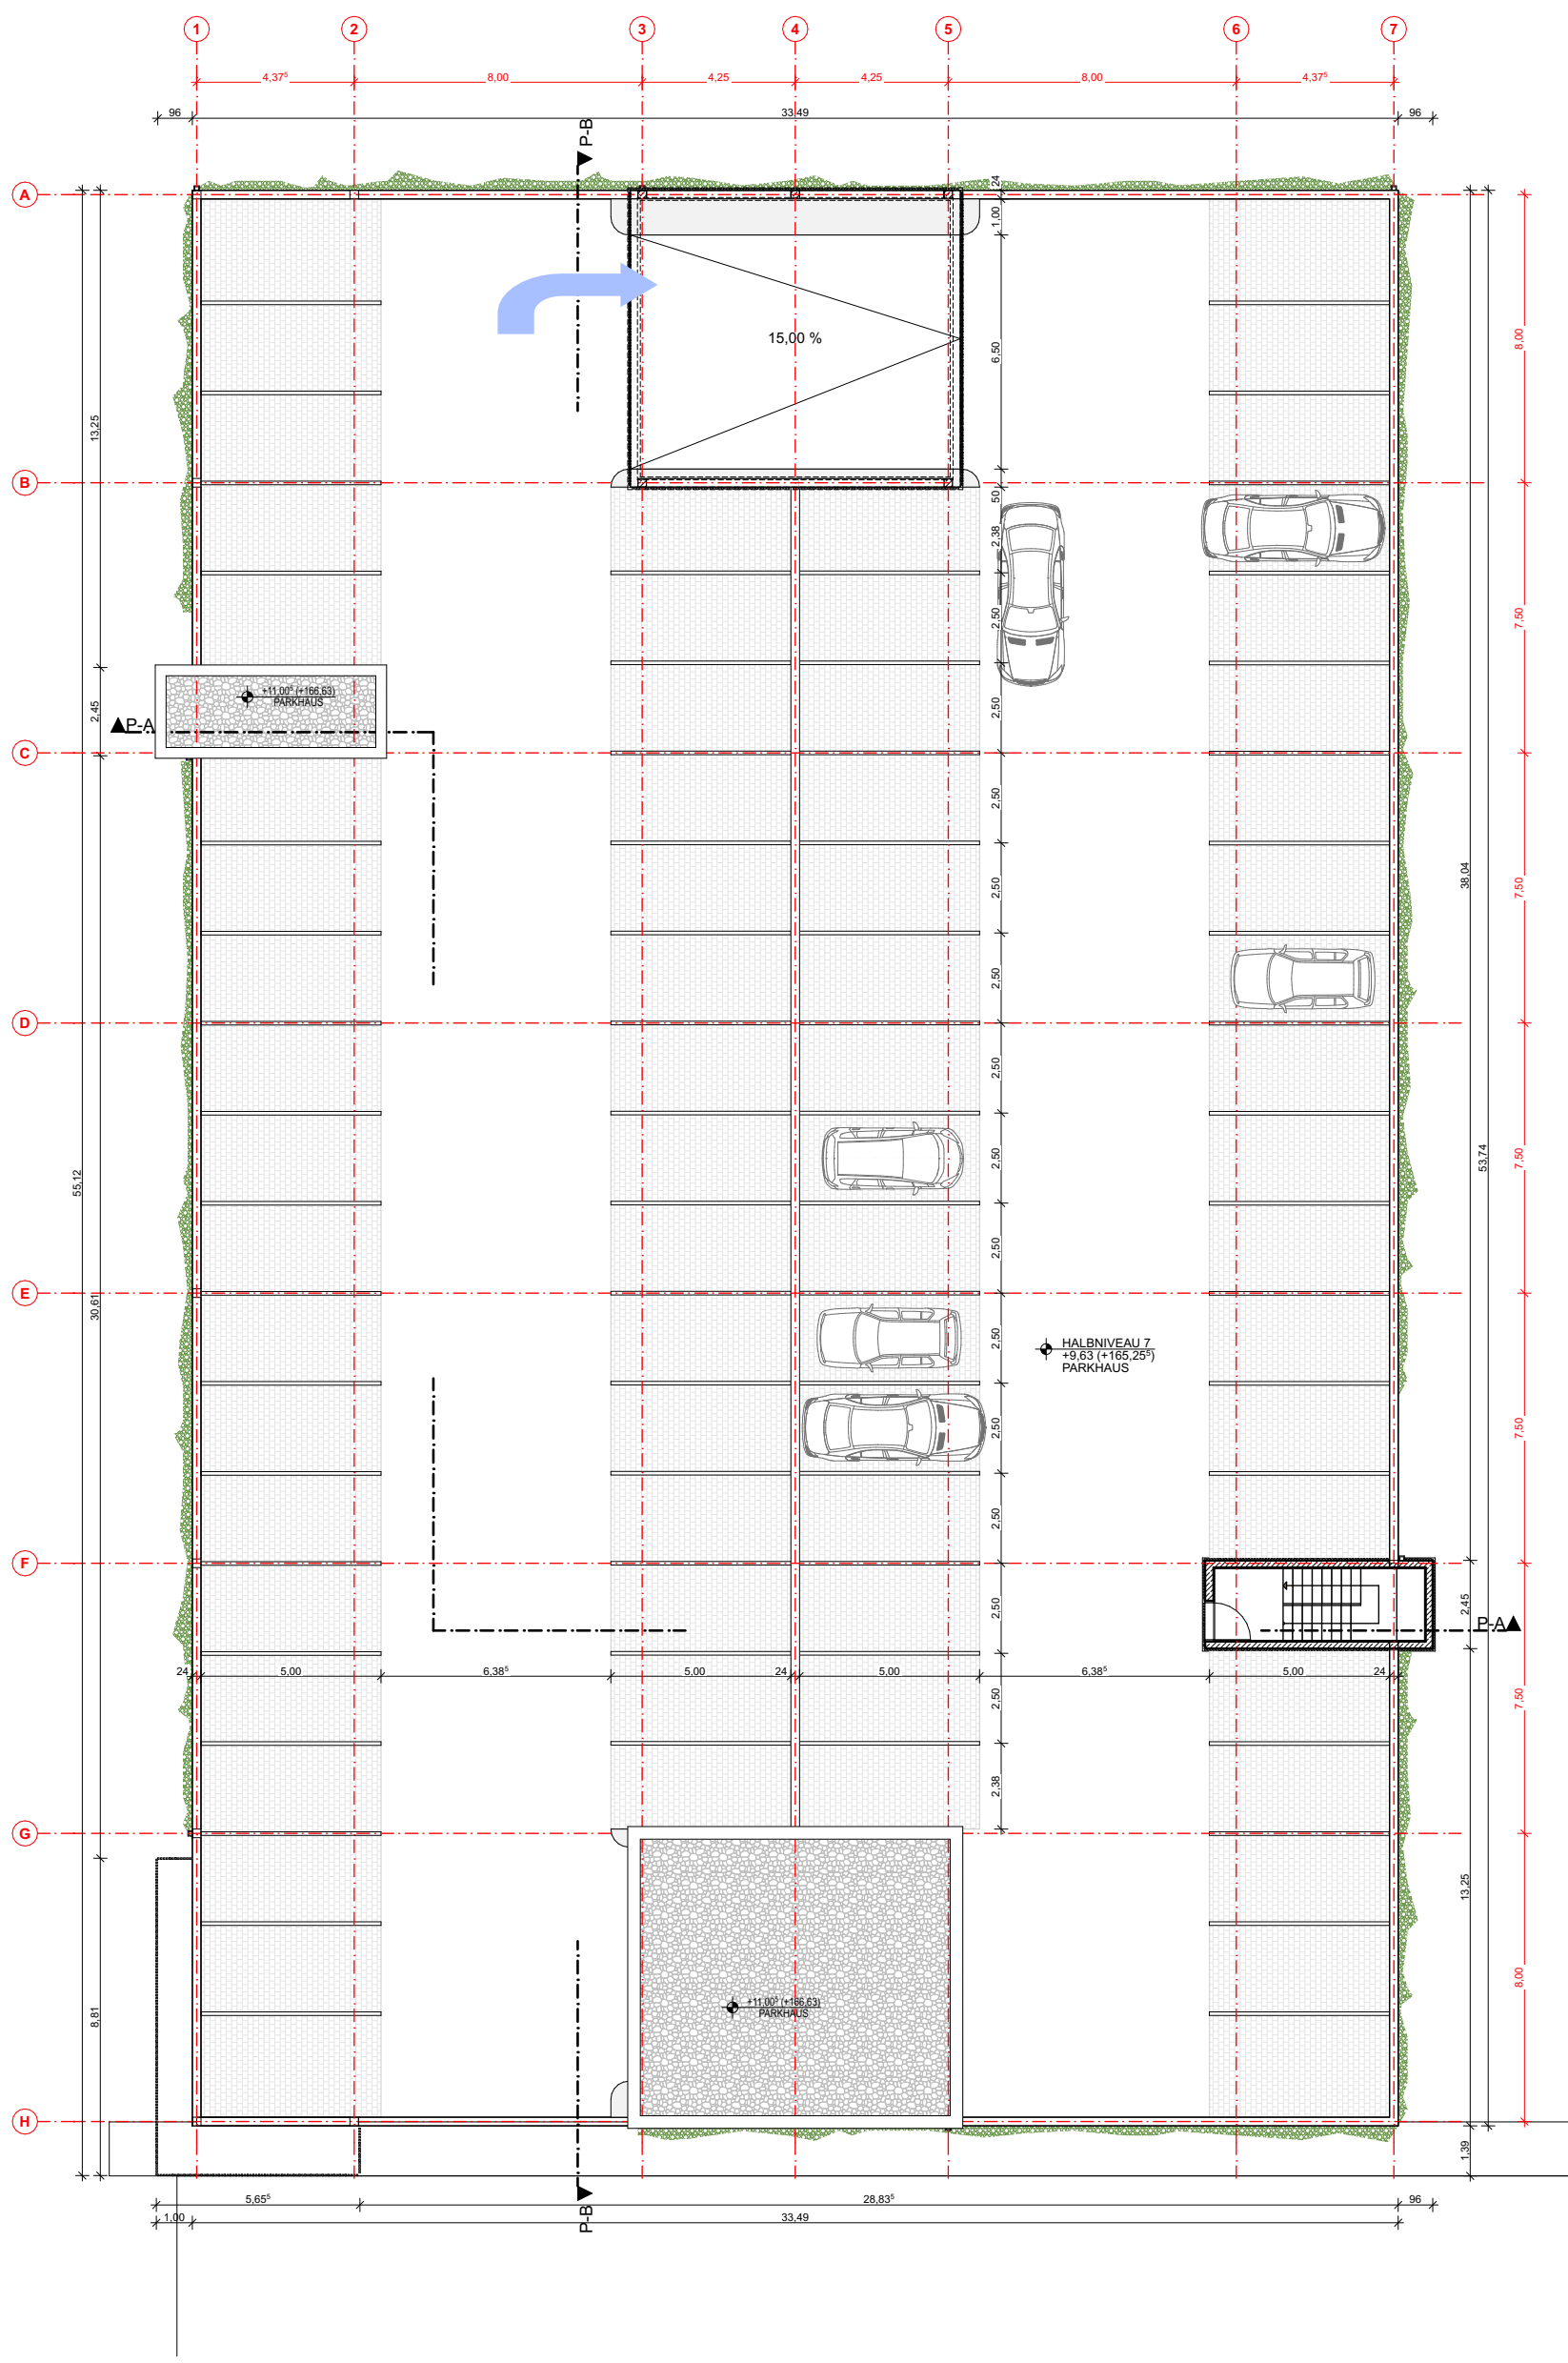 1 2 3 4 5 6 7
4,37⁵ 8,00 4,25 4,25 8,00 4,37⁵
96 33,49 96
P-B
A
24
1,00
8,00
6,50
15,00 %
13,25
B
50
2,38
2,50
7,50
2,50
+11,00⁵ (+166,63)
PARKHAUS
2,45
P-A
C
2,50
2,50
7,50
38,04
2,50
D
2,50
2,50
7,50
53,74
55,12
2,50
E
30,61
2,50
HALBNIVEAU 7
+9,63 (+165,25⁵)
PARKHAUS
2,50
7,50
2,50
F
2,50
2,45
P-A
24 5,00 6,38⁵ 5,00 24 5,00 6,38⁵ 5,00 24
2,50
7,50
2,38
G
13,25
8,00
+11,00⁵ (+166,63)
PARKHAUS
8,81
H
1,39
5,65⁵ 28,83⁵ 96
1,00 33,49
P-B